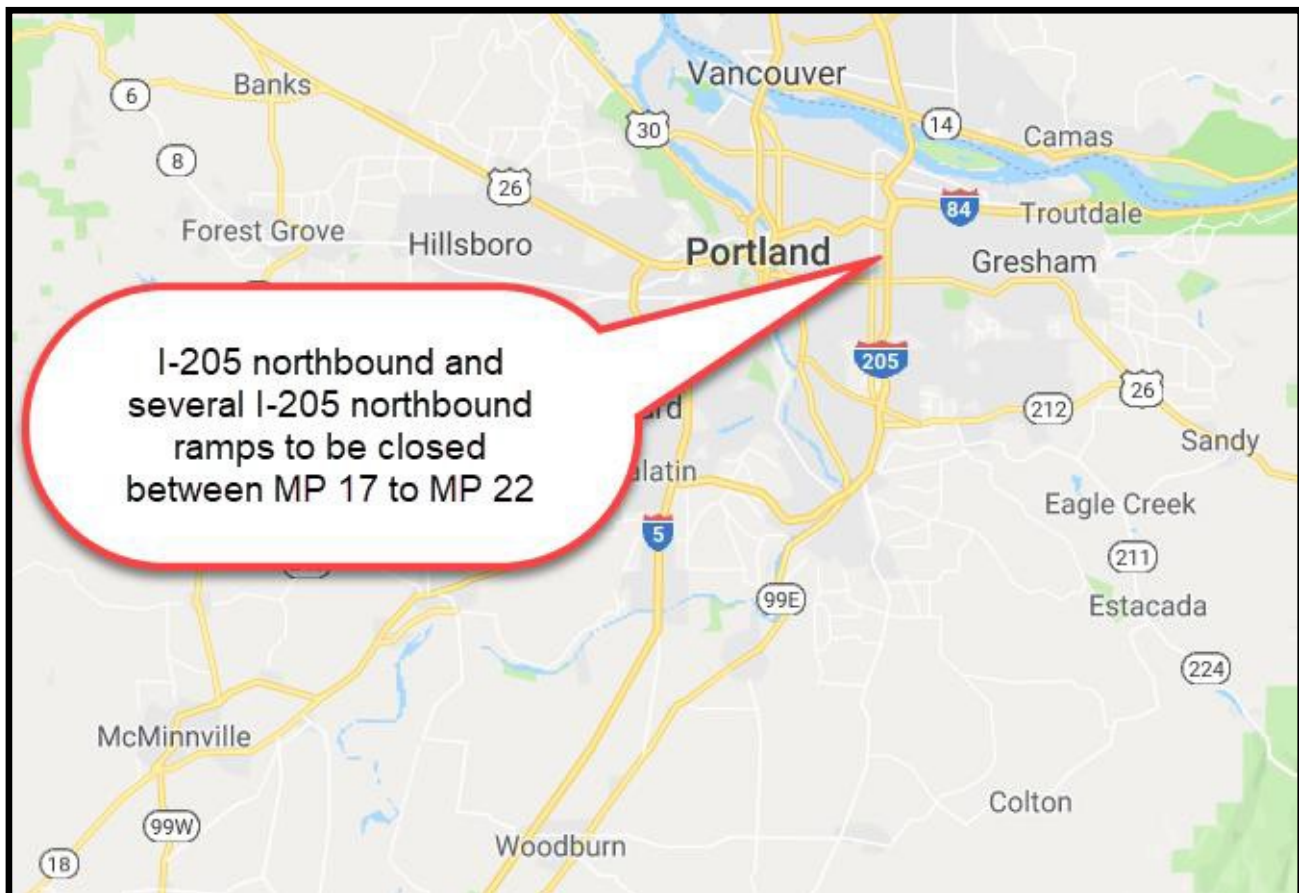 Vancouver
Banks
6
30
14
Camas
8
26
84
Troutdale
Forest Grove
Hillsboro
Portland
Gresham
I-205 northbound and
several I-205 northbound
ramps to be closed
between MP 17 to MP 22
205
26
ard
212
Sandy
alatin
Eagle Creek
5
211
99E
Estacada
224
McMinnville
Colton
99W
Woodburn
18